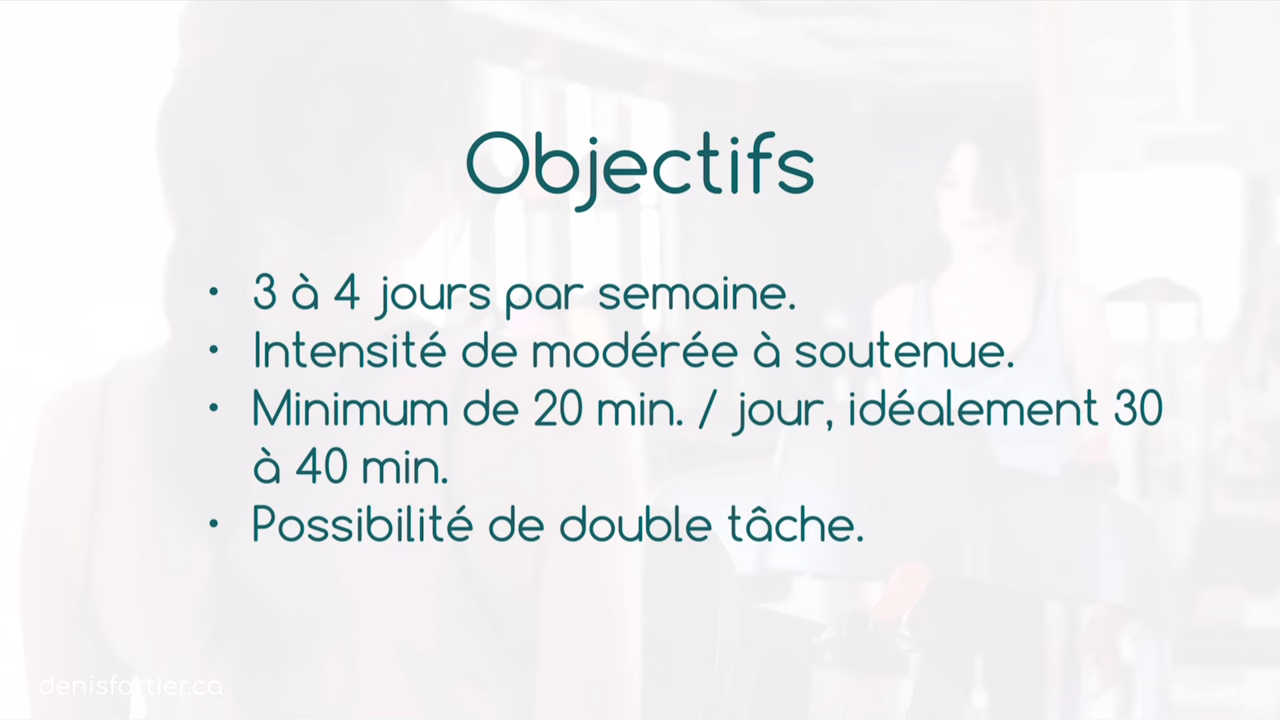 Objectifs
• 3 à 4 jours par semaine.
• Intensité de modérée à soutenue.
• Minimum de 20 min. / jour, idéalement 30
à 40 min.
• Possibilité de double tâche.
denisfortier.ca